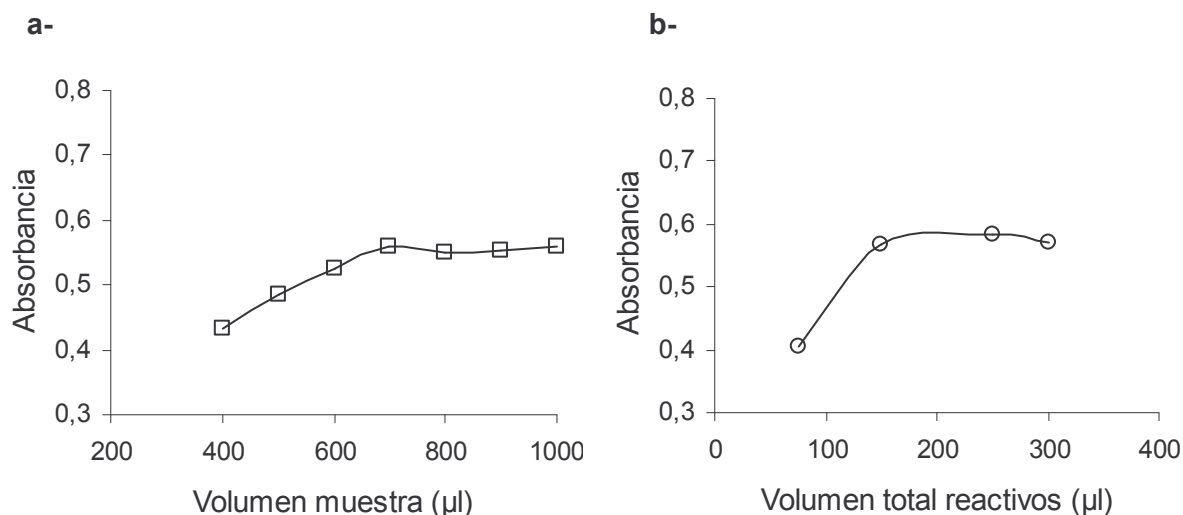 a-
0,8
0,7
0,6
0,5
0,4
0,3
200 400 600 800 1000
Absorbancia
Volumen muestra (µl)
b-
0,8
0,7
0,6
0,5
0,4
0,3
0 100 200 300 400
Absorbancia
Volumen total reactivos (µl)